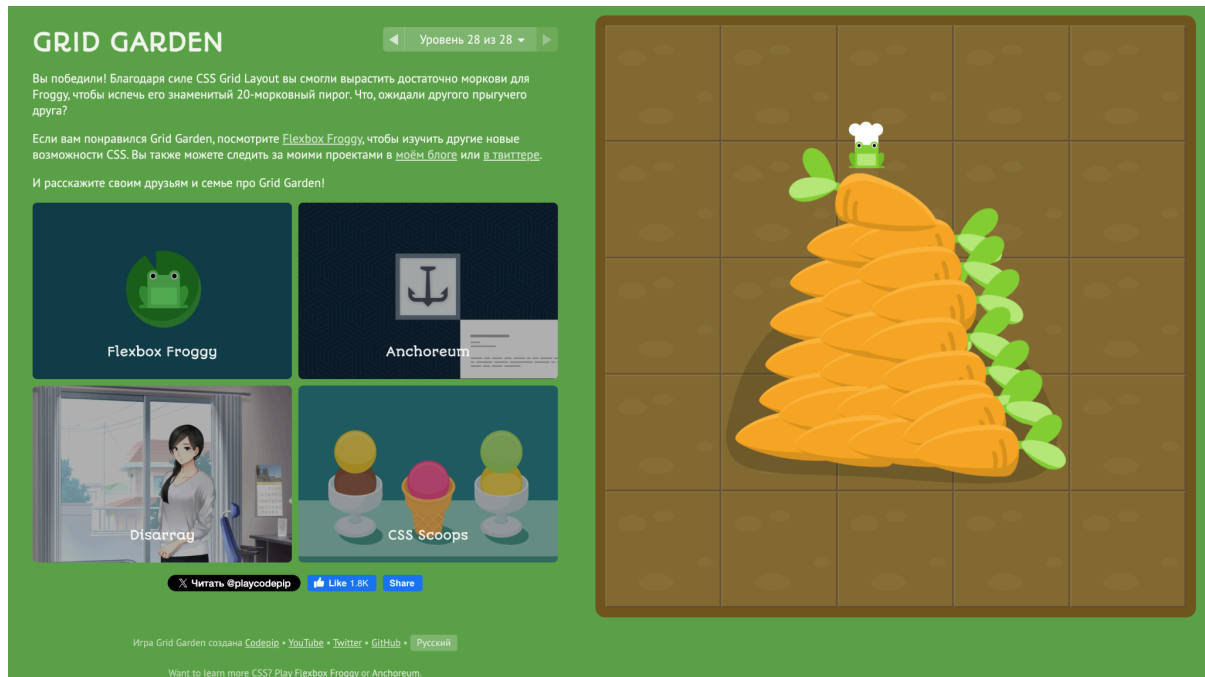 GRID GARDEN
Уровень 28 из 28
Вы победили! Благодаря силе CSS Grid Layout вы смогли вырастить достаточно моркови для
Froggy, чтобы испечь его знаменитый 20-морковный пирог. Что, ожидали другого прыгучего
друга?
Если вам понравился Grid Garden, посмотрите Flexbox Froggy, чтобы изучить другие новые
возможности CSS. Вы также можете следить за моими проектами в моём блоге или в твиттере.
И расскажите своим друзьям и семье про Grid Garden!
Flexbox Froggy
Anchoreum
Disarray
CSS Scoops
Читать @playcodepip
Like 1.8K
Share
Игра Grid Garden создана Codepip • YouTube • Twitter • GitHub • Русский
Want to learn more CSS? Play Flexbox Froggy or Anchoreum.